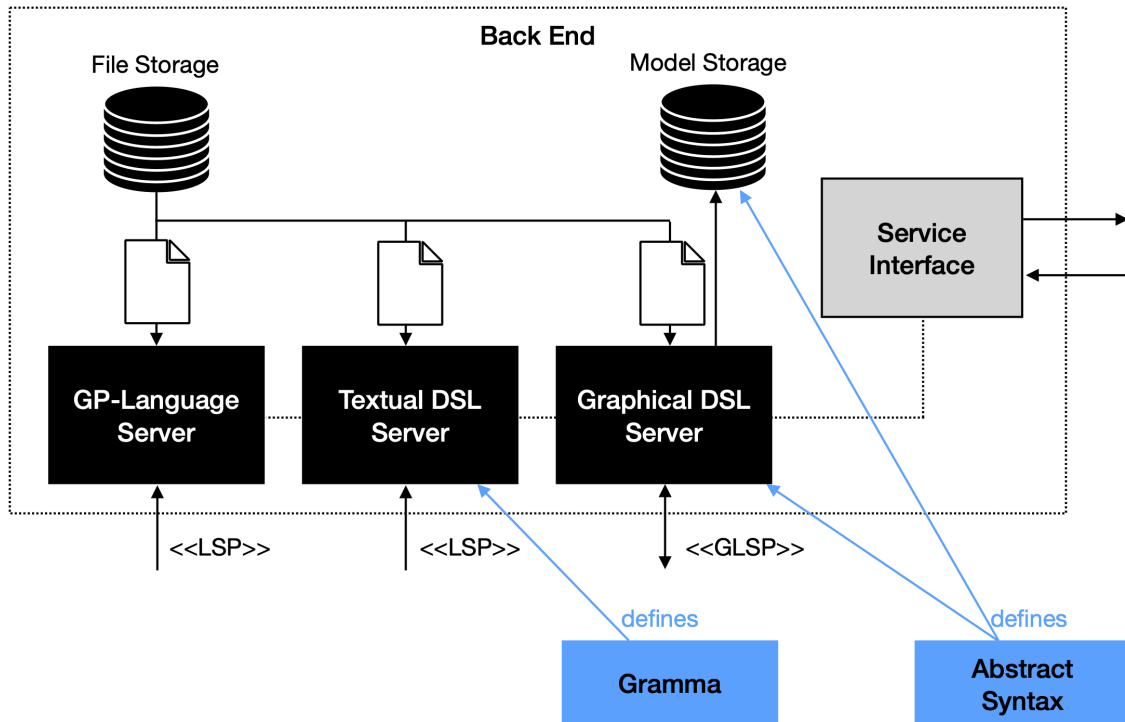 Back End
File Storage
Model Storage
Service
Interface
GP-Language
Server
Textual DSL
Server
Graphical DSL
Server
<<LSP>>
<<LSP>>
<<GLSP>>
defines
defines
Gramma
Abstract
Syntax